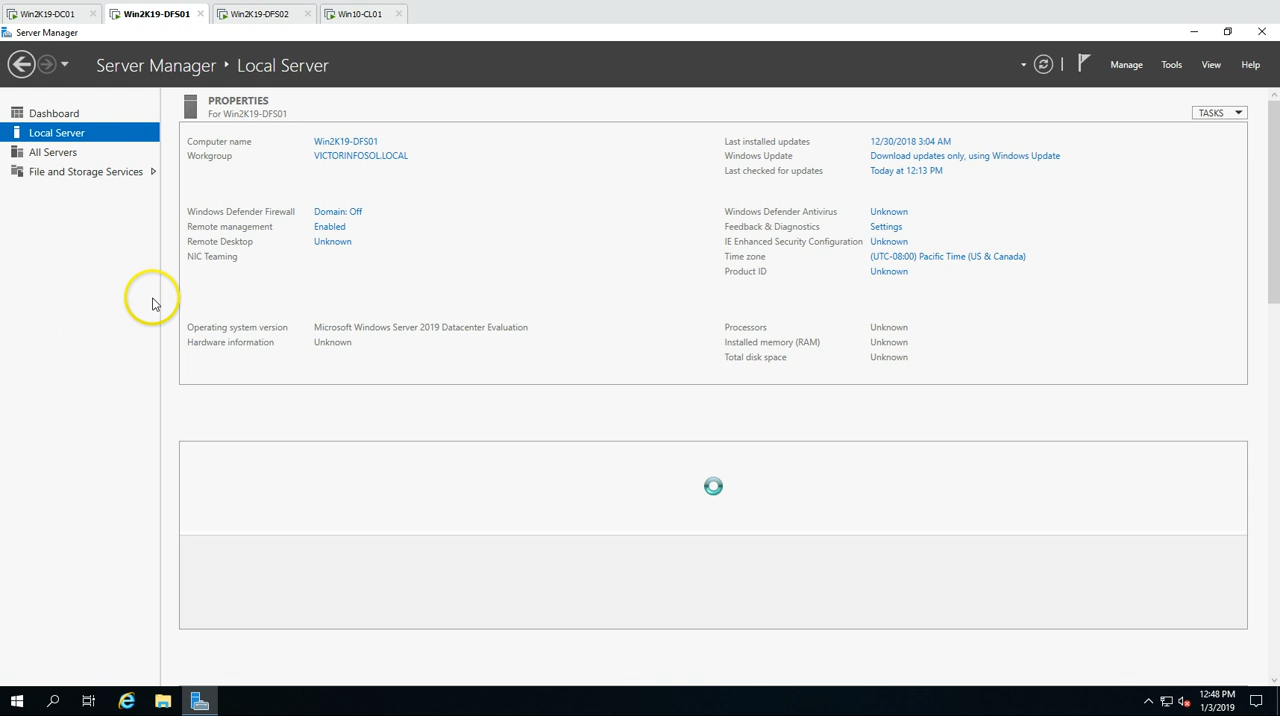 Win2K19-DC01
Win2K19-DFS01
Win2K19-DFS02
Win10-CL01
Server Manager
Server Manager ‣ Local Server
Manage Tools View Help
Dashboard
Local Server
All Servers
File and Storage Services
PROPERTIES
For Win2K19-DFS01
TASKS
Computer name Win2K19-DFS01
Workgroup VICTORINFOSOL.LOCAL
Last installed updates 12/30/2018 3:04 AM
Windows Update Download updates only, using Windows Update
Last checked for updates Today at 12:13 PM
Windows Defender Firewall Domain: Off
Remote management Enabled
Remote Desktop Unknown
NIC Teaming
Windows Defender Antivirus Unknown
Feedback & Diagnostics Settings
IE Enhanced Security Configuration Unknown
Time zone (UTC-08:00) Pacific Time (US & Canada)
Product ID Unknown
Operating system version Microsoft Windows Server 2019 Datacenter Evaluation
Hardware information Unknown
Processors Unknown
Installed memory (RAM) Unknown
Total disk space Unknown
12:48 PM
1/3/2019